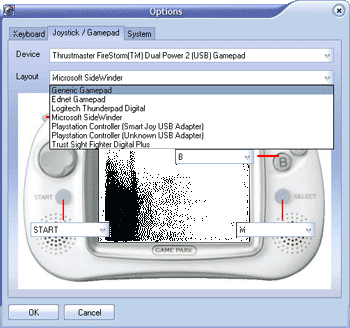 Options
Keyboard Joystick / Gamepad System
Device Thrustmaster FireStorm(TM) Dual Power 2 (USB) Gamepad
Layout Microsoft SideWinder
Generic Gamepad
Ednet Gamepad
Logitech Thunderpad Digital
Microsoft SideWinder
Playstation Controller (Smart Joy USB Adapter)
Playstation Controller (Unknown USB Adapter)
Trust Sight Fighter Digital Plus
B B
START SELECT
START M
GAME PARK
OK Cancel